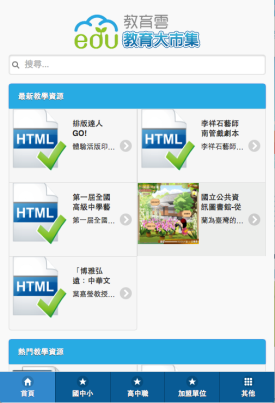 教育雲
edu 教育大市集
搜尋...
最新教學資源
HTML
排版達人
GO!
體驗活版印...
HTML
李祥石藝師
南管戲劇本
李祥石藝師...
HTML
第一屆全國
高級中學藝
第一屆全國...
國立公共資
訊圖書館-從
蘭為臺灣的...
HTML
「博雅弘
遠：中華文
葉嘉瑩教授...
熱門教學資源
首頁
國中小
高中職
加盟單位
其他